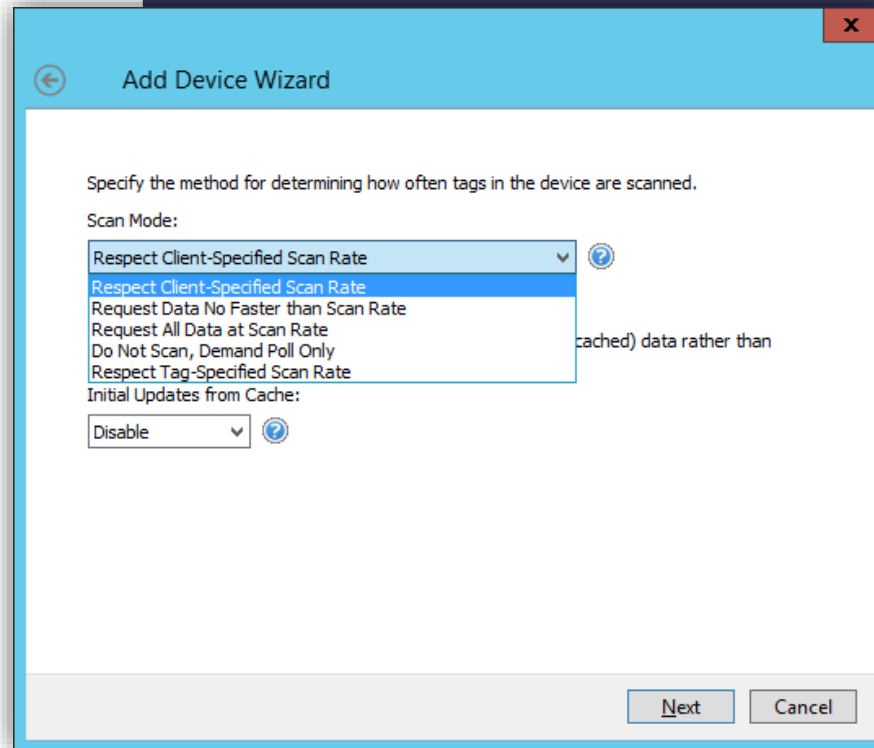 x
Add Device Wizard
Specify the method for determining how often tags in the device are scanned.
Scan Mode:
Respect Client-Specified Scan Rate
?
Respect Client-Specified Scan Rate
Request Data No Faster than Scan Rate
Request All Data at Scan Rate
cached) data rather than
Do Not Scan, Demand Poll Only
Respect Tag-Specified Scan Rate
Initial Updates from Cache:
Disable
?
Next
Cancel